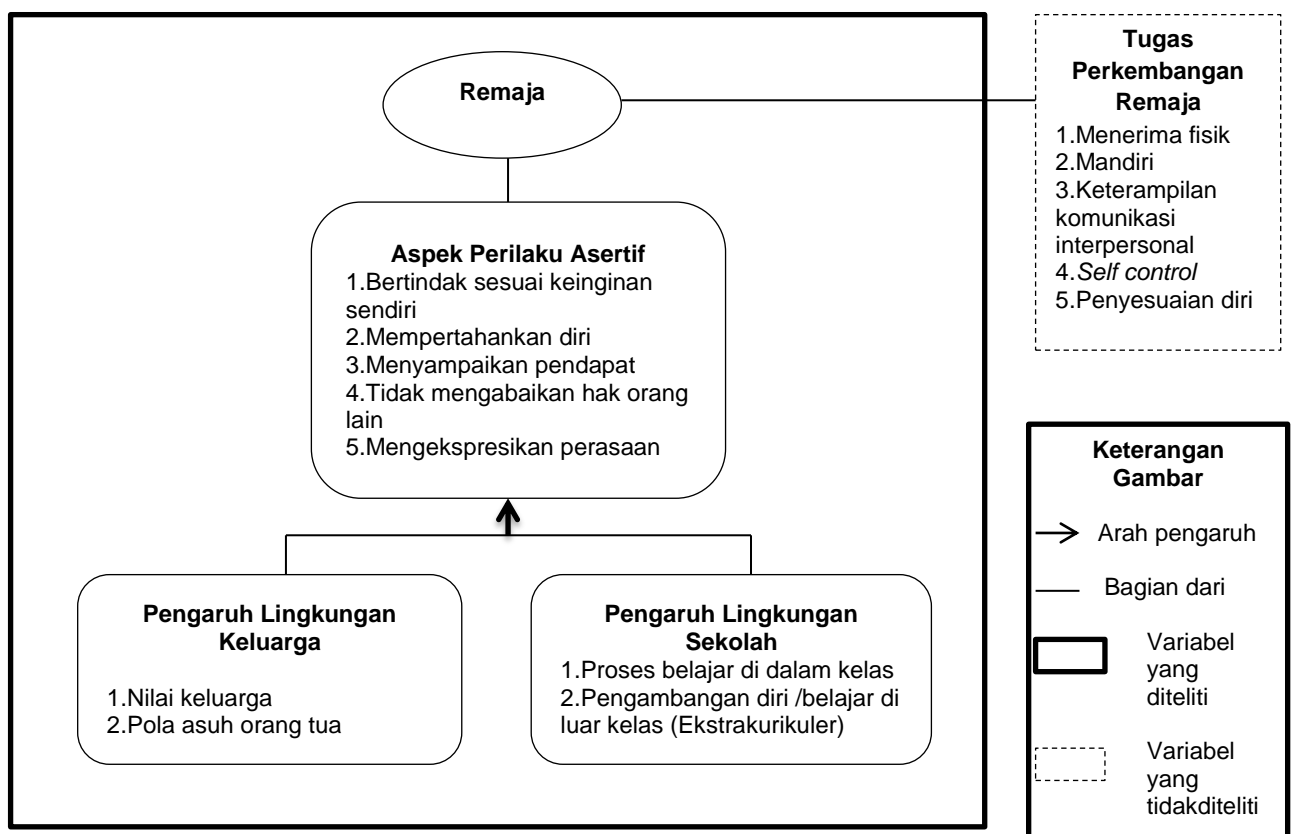 Remaja
Aspek Perilaku Asertif
1.Bertindak sesuai keinginan
sendiri
2.Mempertahankan diri
3.Menyampaikan pendapat
4.Tidak mengabaikan hak orang
lain
5.Mengekspresikan perasaan
Pengaruh Lingkungan
Keluarga
1.Nilai keluarga
2.Pola asuh orang tua
Pengaruh Lingkungan
Sekolah
1.Proses belajar di dalam kelas
2.Pengambangan diri /belajar di
luar kelas (Ekstrakurikuler)
Tugas
Perkembangan
Remaja
1.Menerima fisik
2.Mandiri
3.Keterampilan
komunikasi
interpersonal
4.Self control
5.Penyesuaian diri
Keterangan
Gambar
Arah pengaruh
Bagian dari
Variabel
yang
diteliti
Variabel
yang
tidakditeliti